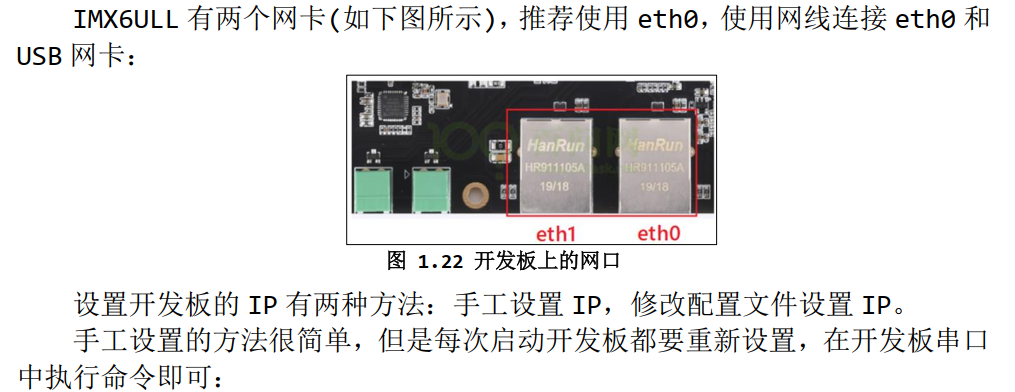 IMX6ULL 有两个网卡(如下图所示)，推荐使用 eth0，使用网线连接 eth0 和
USB 网卡：
HanRun HanRun
HR911105A HR911105A
19/18 19/18
eth1 eth0
图 1.22 开发板上的网口
设置开发板的 IP 有两种方法：手工设置 IP，修改配置文件设置 IP。
手工设置的方法很简单，但是每次启动开发板都要重新设置，在开发板串口
中执行命令即可：